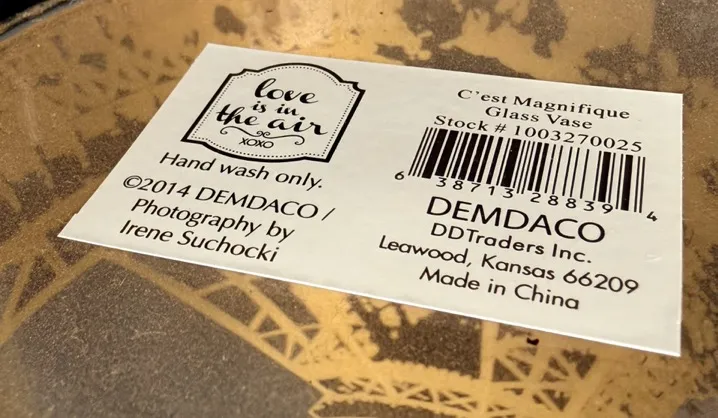 love
is in
the air
XOXO
Hand wash only.
©2014 DEMDACO /
Photography by
Irene Suchocki
C'est Magnifique
Glass Vase
Stock # 1003270025
6 38713 28839 4
DEMDACO
DDTraders Inc.
Leawood, Kansas 66209
Made in China